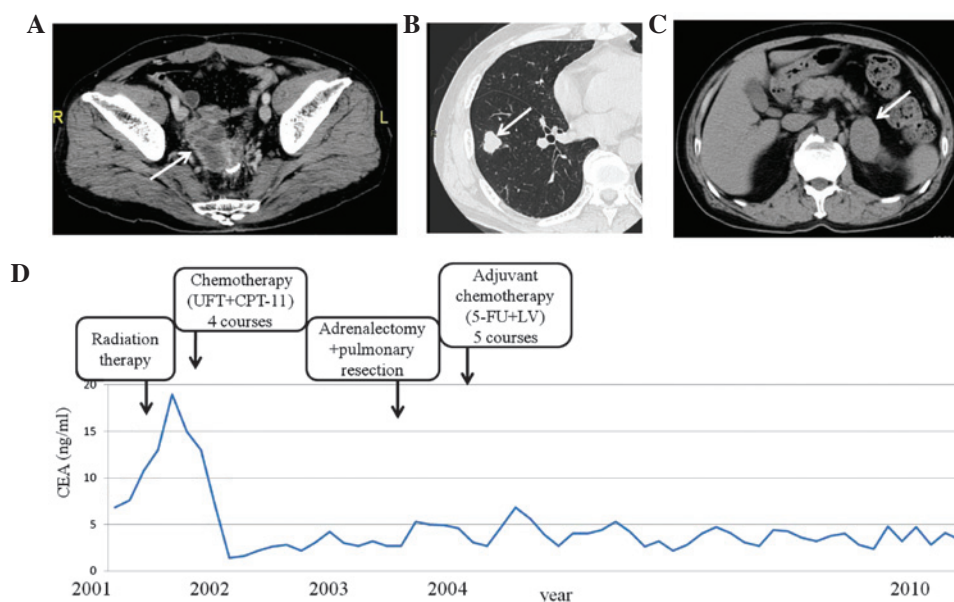 A
B
C
R
L
D
Chemotherapy
(UFT+CPT-11)
4 courses
Adjuvant
chemotherapy
(5-FU+LV)
5 courses
Radiation
therapy
Adrenalectomy
+pulmonary
resection
20
15
10
5
0
CEA (ng/ml)
2001
2002
2003
2004
year
2010